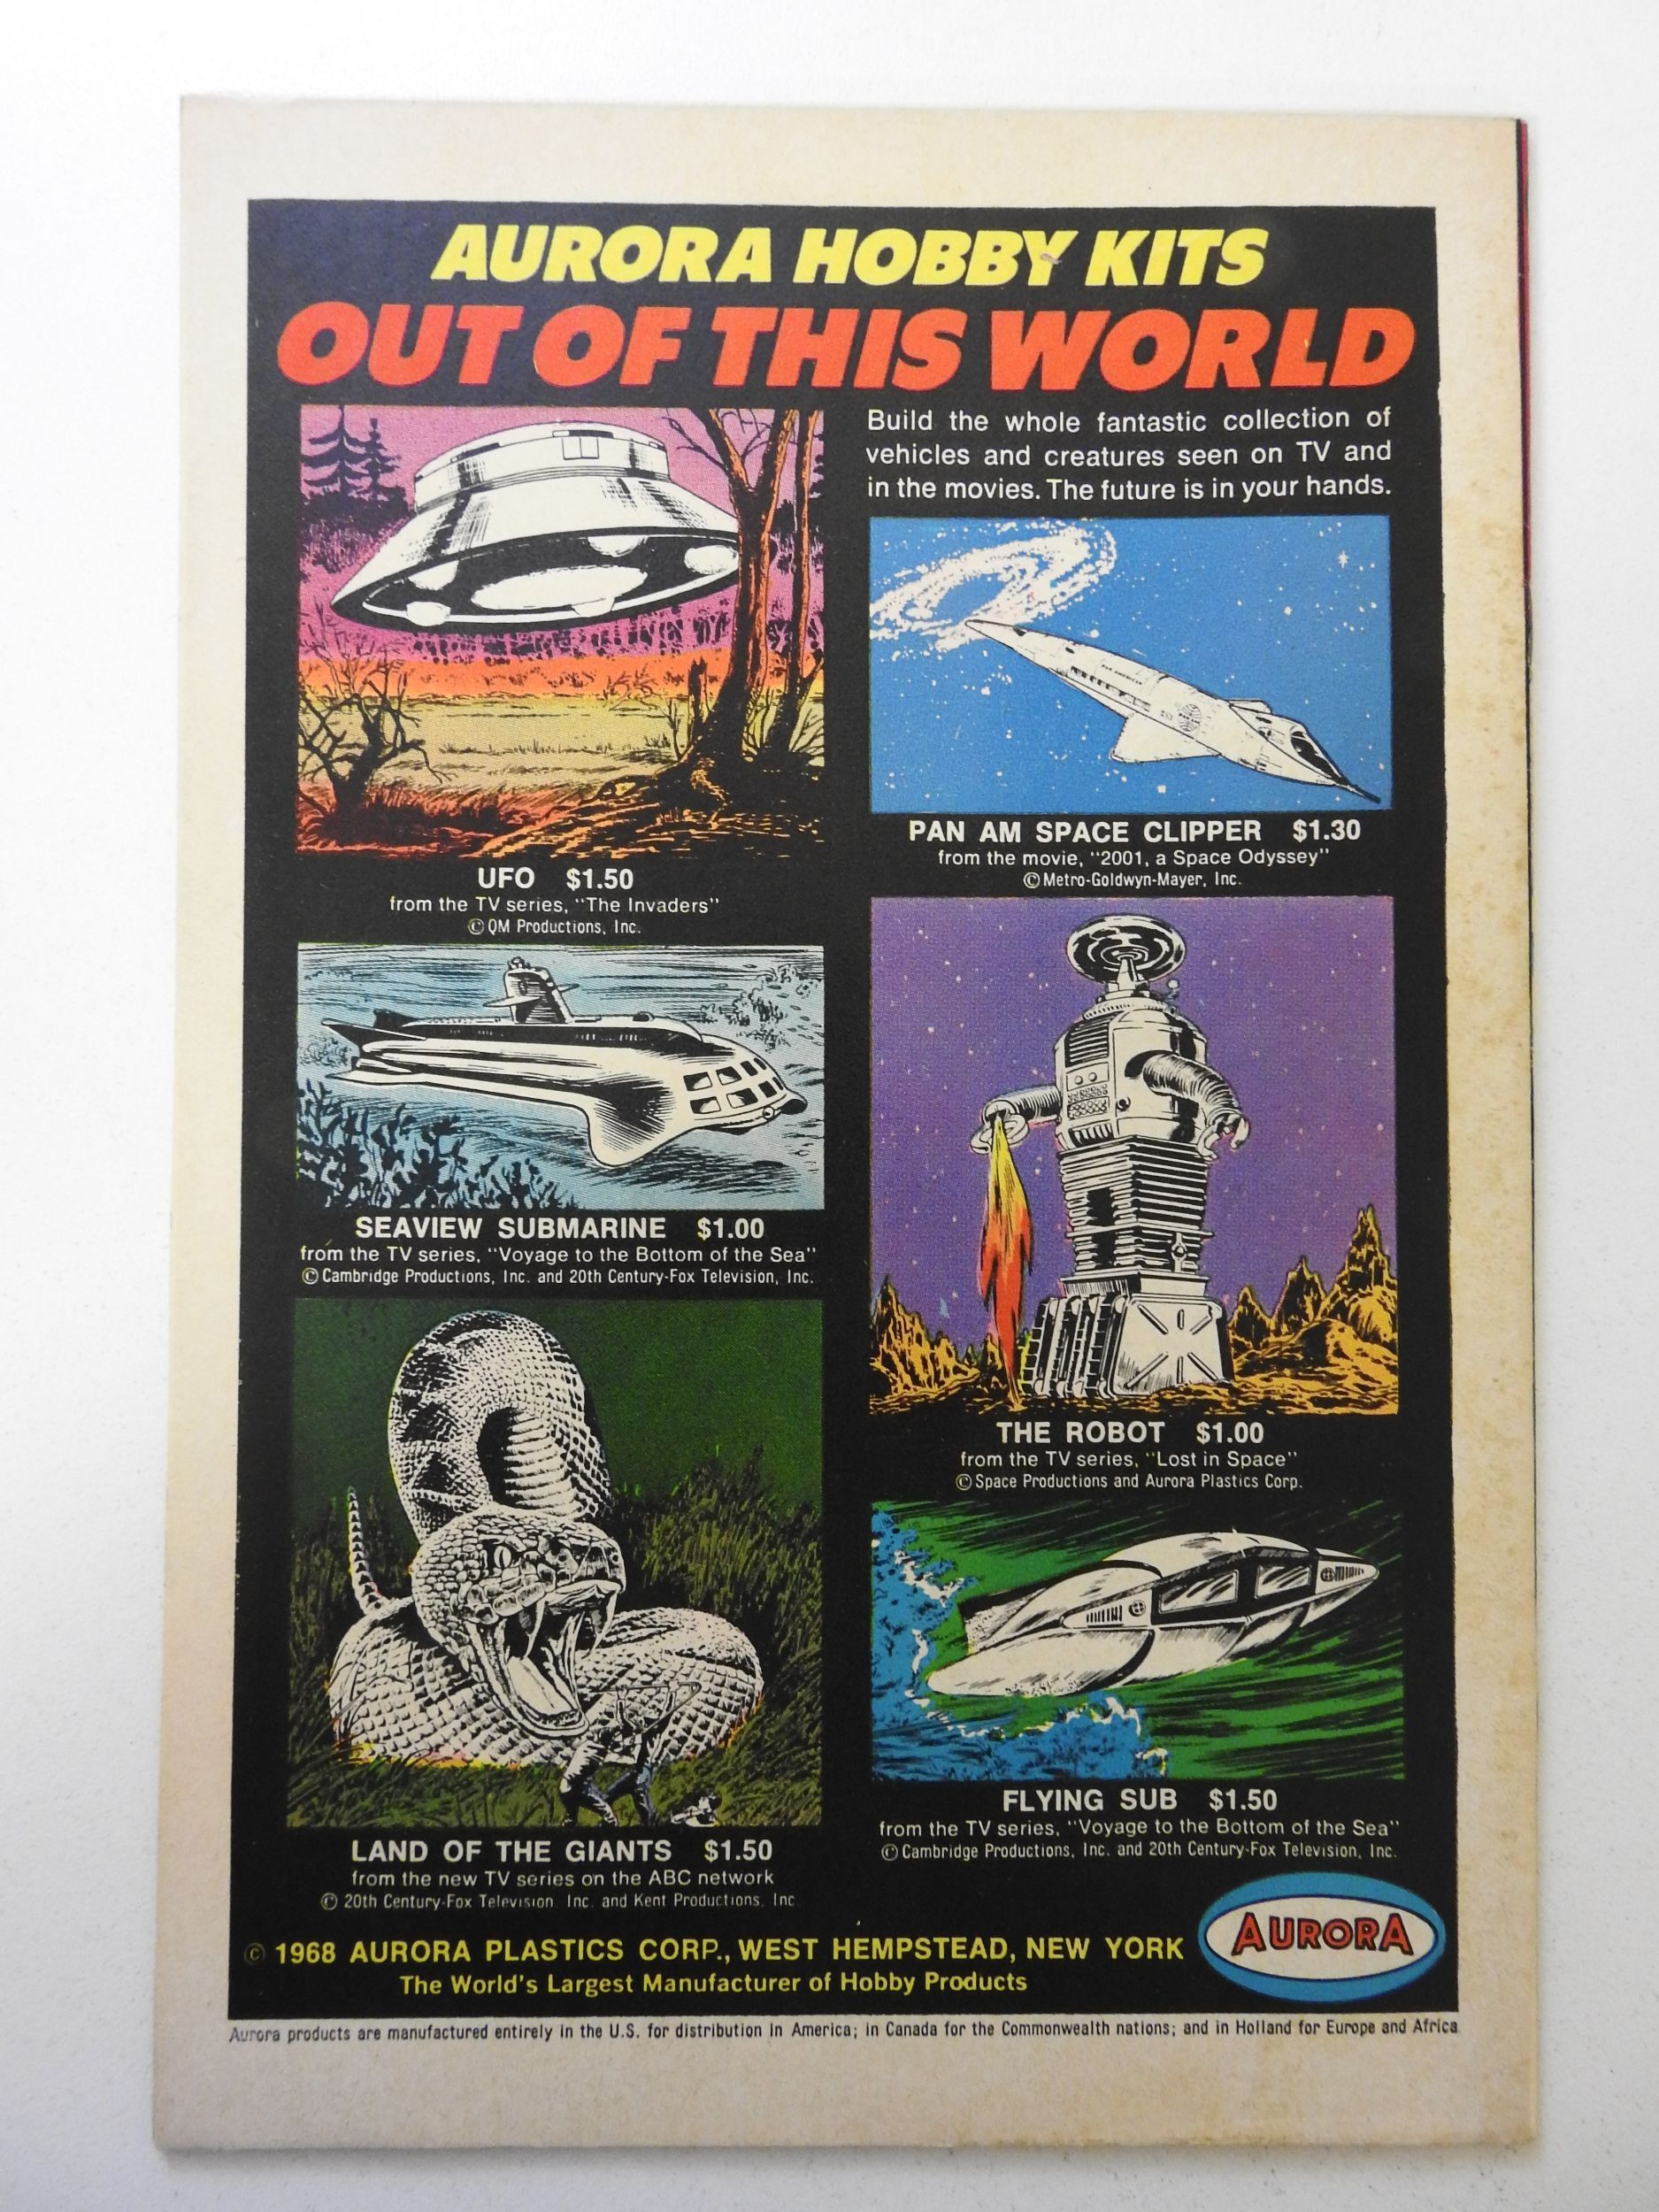 AURORA HOBBY KITS
OUT OF THIS WORLD
Build the whole fantastic collection of
vehicles and creatures seen on TV and
in the movies. The future is in your hands.
UFO $1.50
from the TV series, "The Invaders"
© QM Productions, Inc.
PAN AMERICAN
PAN AM SPACE CLIPPER $1.30
from the movie, "2001, a Space Odyssey"
© Metro-Goldwyn-Mayer, Inc.
SEAVIEW SUBMARINE $1.00
from the TV series, "Voyage to the Bottom of the Sea"
© Cambridge Productions, Inc. and 20th Century-Fox Television, Inc.
THE ROBOT $1.00
from the TV series, "Lost in Space"
© Space Productions and Aurora Plastics Corp.
LAND OF THE GIANTS $1.50
from the new TV series on the ABC network
© 20th Century-Fox Television. Inc. and Kent Productions, Inc.
FLYING SUB $1.50
from the TV series, "Voyage to the Bottom of the Sea"
© Cambridge Productions, Inc. and 20th Century-Fox Television, Inc.
© 1968 AURORA PLASTICS CORP., WEST HEMPSTEAD, NEW YORK
The World's Largest Manufacturer of Hobby Products
AURORA
Aurora products are manufactured entirely in the U.S. for distribution in America; in Canada for the Commonwealth nations; and in Holland for Europe and Africa